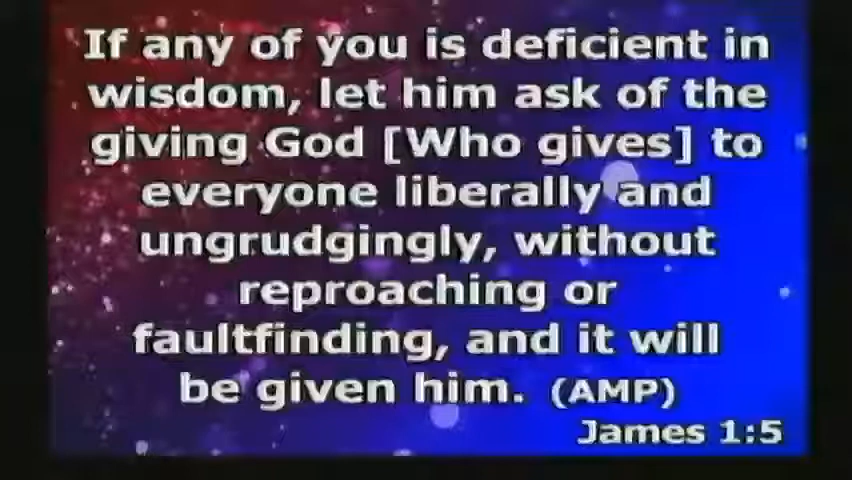 If any of you is deficient in
wisdom, let him ask of the
giving God [Who gives] to
everyone liberally and
ungrudgingly, without
reproaching or
faultfinding, and it will
be given him. (AMP)
James 1:5